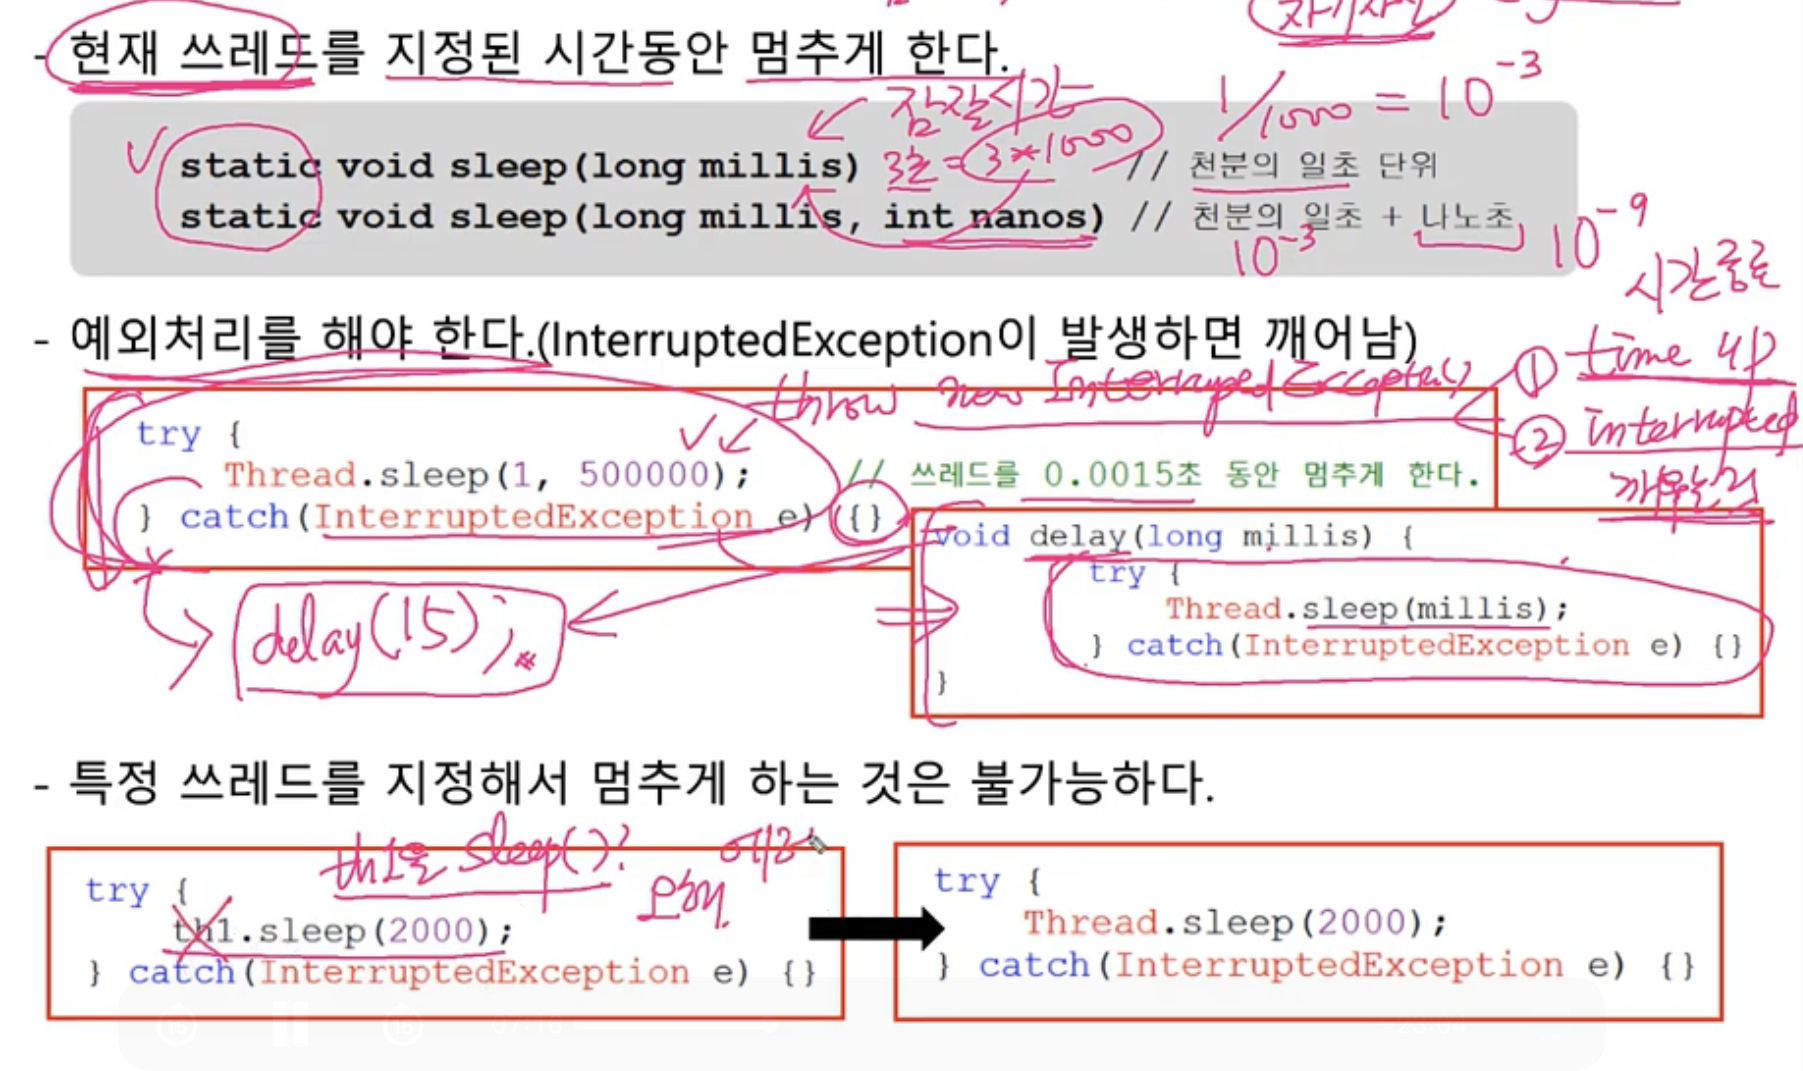 자기자신
- 현재 쓰레드를 지정된 시간동안 멈추게 한다.
1/1000 = 10⁻³
잠잘시간
static void sleep(long millis) 3초 = 3*1000 // 천분의 일초 단위
static void sleep(long millis, int nanos) // 천분의 일초 + 나노초
10⁻³
10⁻⁹
시간종료
- 예외처리를 해야 한다.(InterruptedException이 발생하면 깨어남)
① time up
throw new InterruptedException()
② interrupted
깨우는것
try {
Thread.sleep(1, 500000); // 쓰레드를 0.0015초 동안 멈추게 한다.
} catch(InterruptedException e) {}
void delay(long millis) {
try {
Thread.sleep(millis);
} catch(InterruptedException e) {}
}
delay(15);
- 특정 쓰레드를 지정해서 멈추게 하는 것은 불가능하다.
th1을 sleep()?
오해
try {
th1.sleep(2000);
} catch(InterruptedException e) {}
try {
Thread.sleep(2000);
} catch(InterruptedException e) {}
15
15